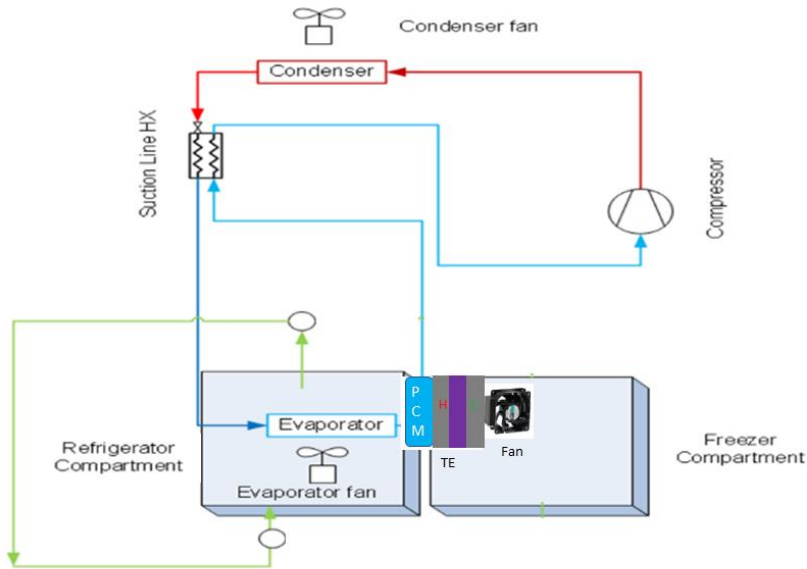 Condenser fan
Condenser
Suction Line HX
Compressor
P
C
M
H
Evaporator
Fan
TE
Refrigerator
Compartment
Evaporator fan
Freezer
Compartment